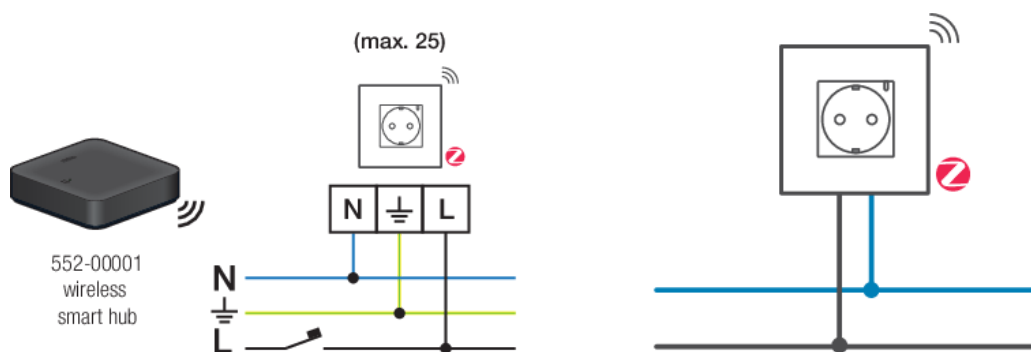 (max. 25)
N L
N
L
552-00001
wireless
smart hub